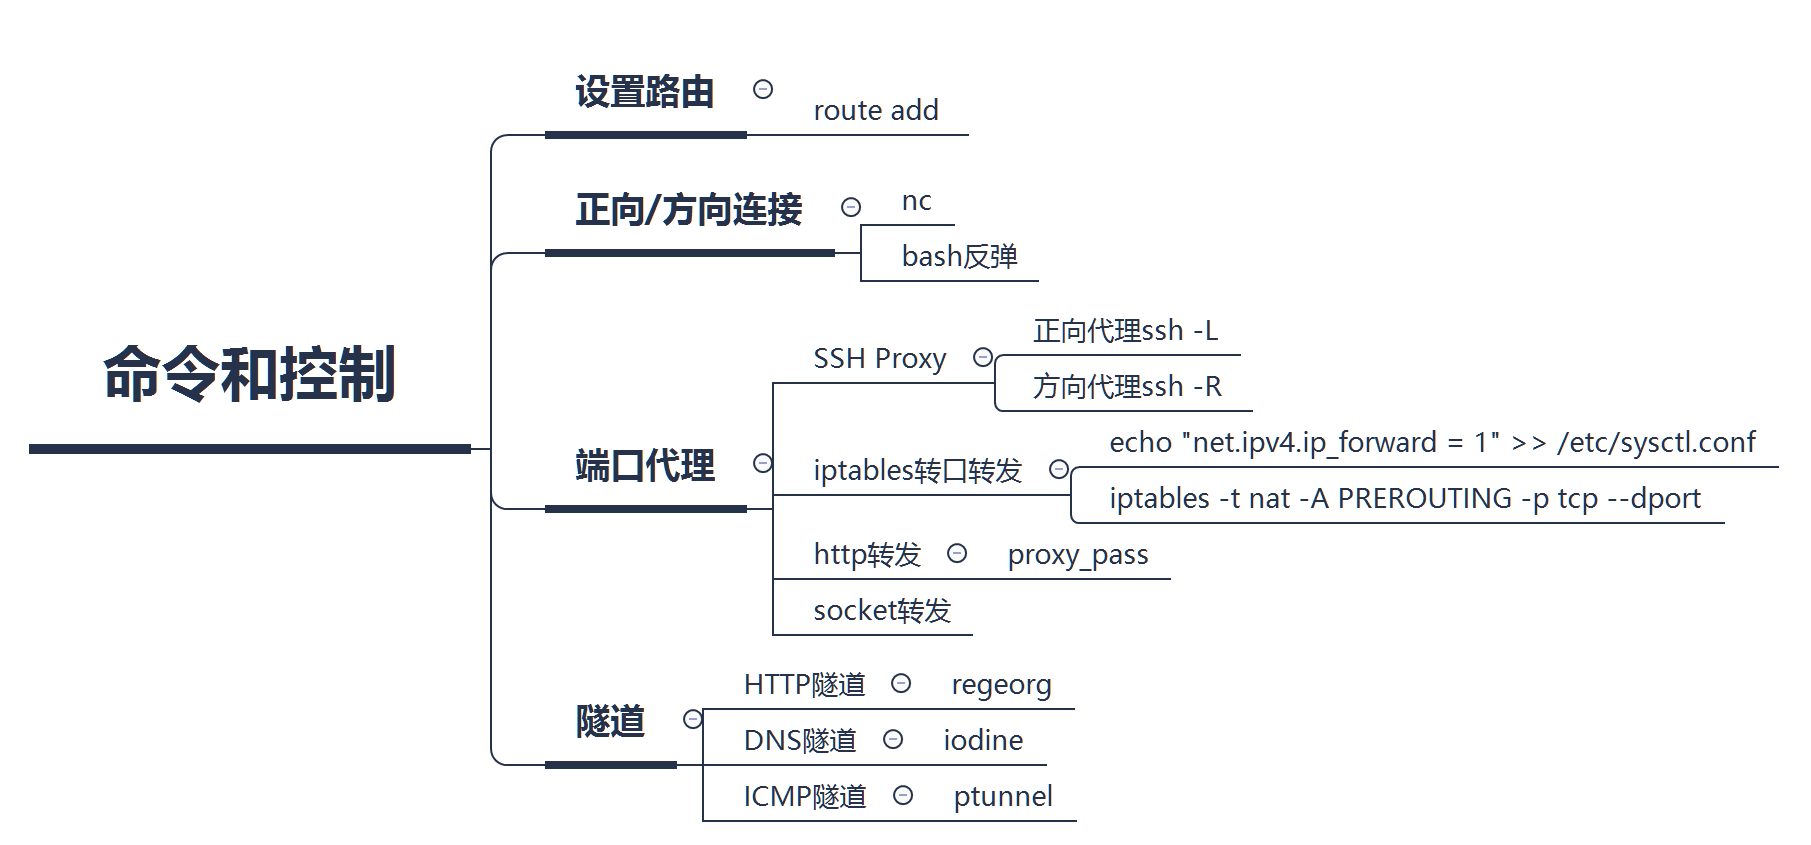 命令和控制
设置路由
route add
正向/方向连接
nc
bash反弹
端口代理
SSH Proxy
正向代理ssh -L
方向代理ssh -R
iptables转口转发
echo "net.ipv4.ip_forward = 1" >> /etc/sysctl.conf
iptables -t nat -A PREROUTING -p tcp --dport
http转发
proxy_pass
socket转发
隧道
HTTP隧道
regeorg
DNS隧道
iodine
ICMP隧道
ptunnel